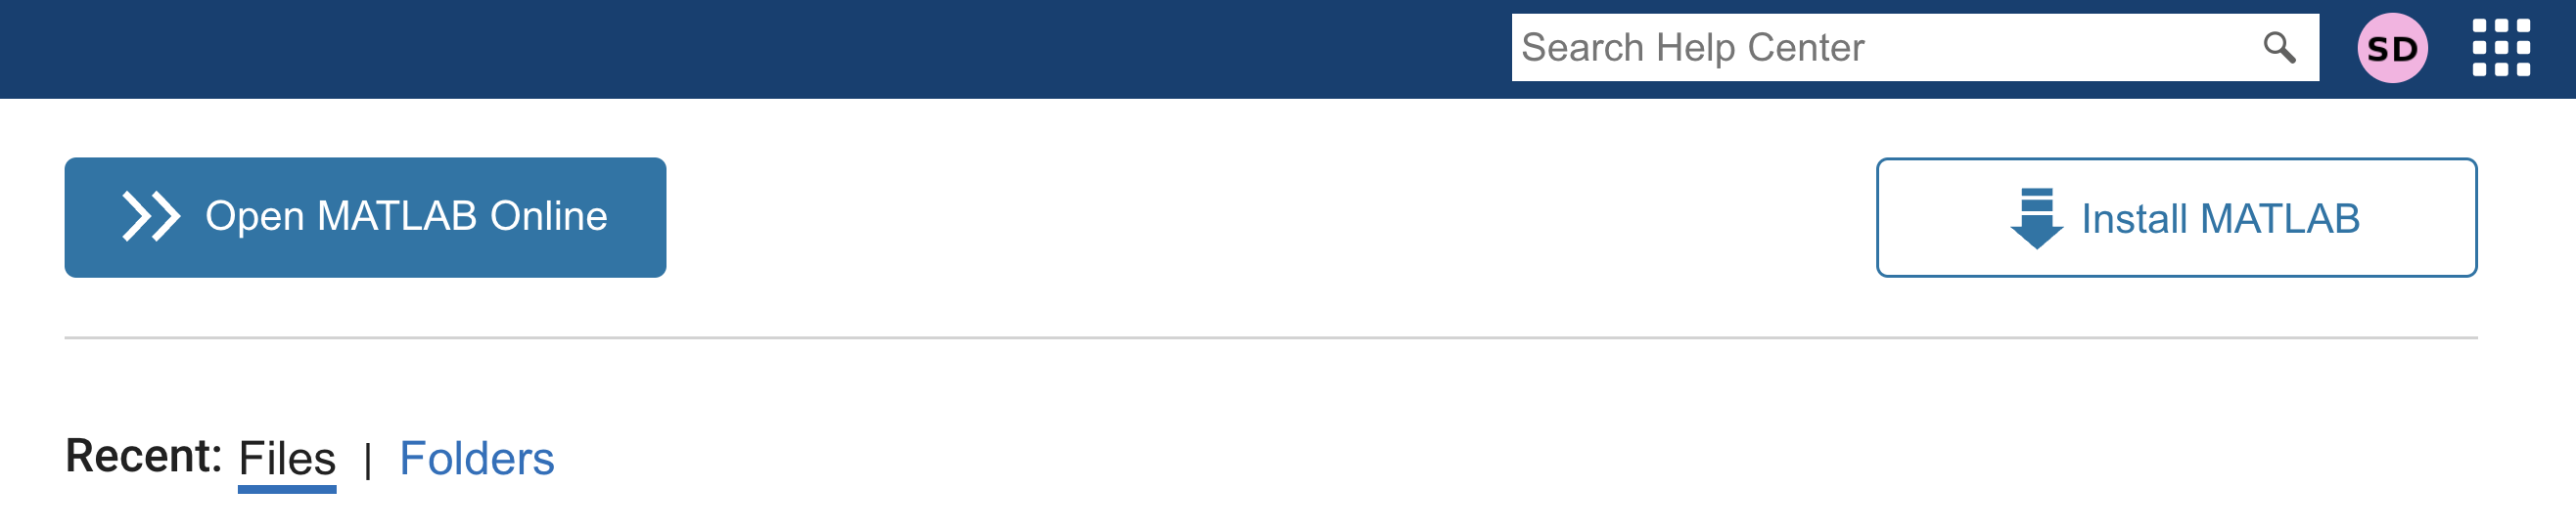 Search Help Center
SD
Open MATLAB Online
Install MATLAB
Recent: Files | Folders